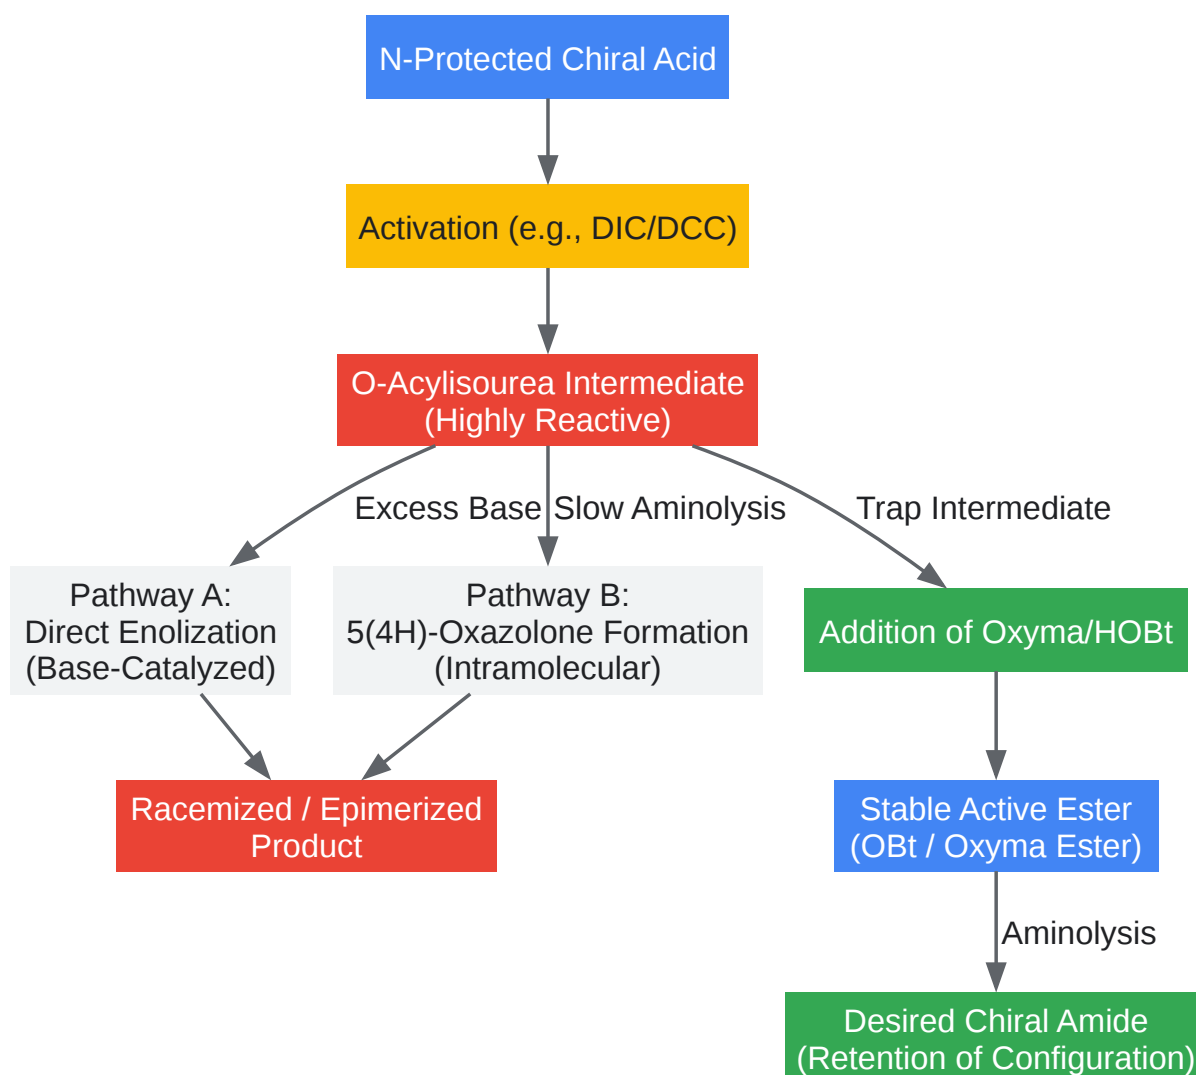 N-Protected Chiral Acid
Activation (e.g., DIC/DCC)
O-Acylisourea Intermediate
(Highly Reactive)
Excess Base
Slow Aminolysis
Trap Intermediate
Pathway A:
Direct Enolization
(Base-Catalyzed)
Pathway B:
5(4H)-Oxazolone Formation
(Intramolecular)
Addition of Oxyma/HOBt
Racemized / Epimerized
Product
Stable Active Ester
(OBt / Oxyma Ester)
Aminolysis
Desired Chiral Amide
(Retention of Configuration)